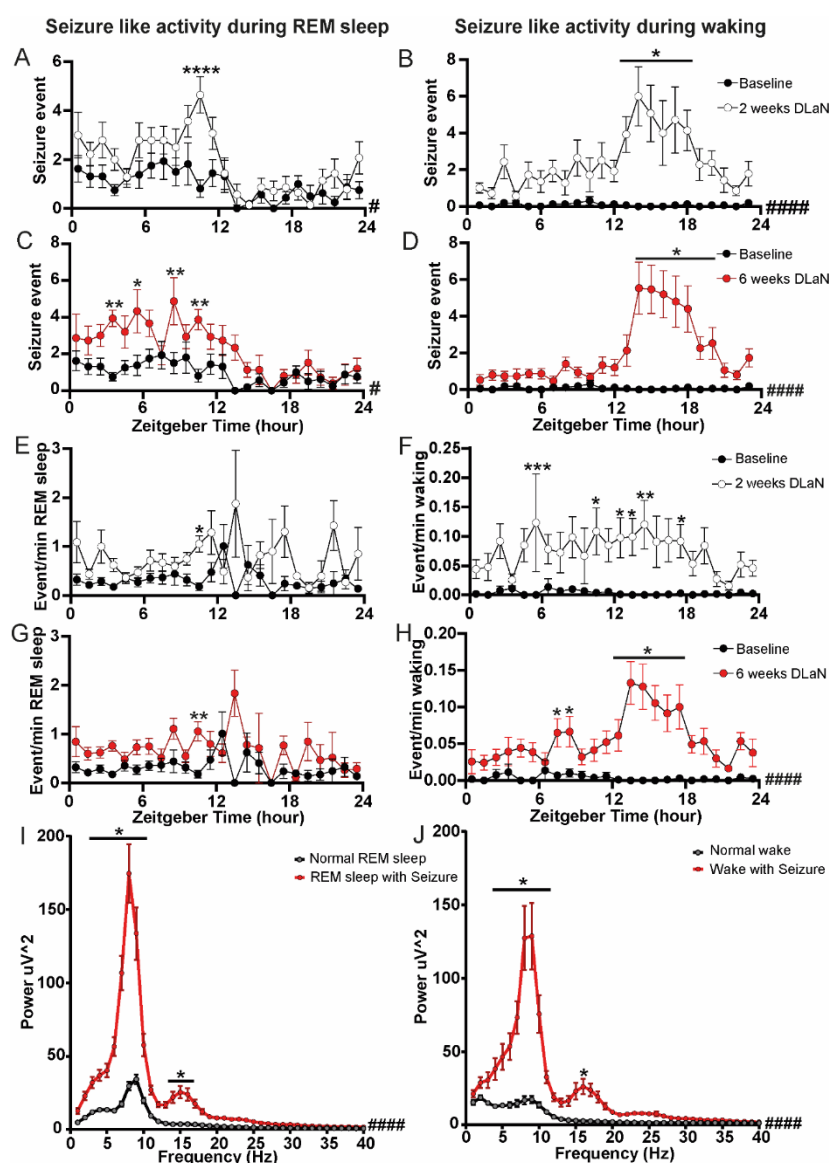 Seizure like activity during REM sleep
Seizure like activity during waking
A
****
Seizure event
6
4
2
0
0 6 12 18 24
#
B
*
Seizure event
8
6
4
2
0
0 6 12 18 24
Baseline
2 weeks DLaN
####
C
** * ** **
Seizure event
8
6
4
2
0
0 6 12 18 24
Zeitgeber Time (hour)
#
D
*
Seizure event
8
6
4
2
0
0 6 12 18 24
Zeitgeber Time (hour)
Baseline
6 weeks DLaN
####
E
*
Event/min REM sleep
3
2
1
0
0 6 12 18 24
F
*** * ** ** *
Event/min waking
0.25
0.20
0.15
0.10
0.05
0.00
0 6 12 18 24
Baseline
2 weeks DLaN
G
**
Event/min REM sleep
3
2
1
0
0 6 12 18 24
Zeitgeber Time (hour)
H
* * *
Event/min waking
0.20
0.15
0.10
0.05
0.00
0 6 12 18 24
Zeitgeber Time (hour)
Baseline
6 weeks DLaN
####
I
*
*
Power uV^2
200
150
100
50
0
0 5 10 15 20 25 30 35 40
Frequency (Hz)
Normal REM sleep
REM sleep with Seizure
####
J
*
*
Power uV^2
200
150
100
50
0
0 5 10 15 20 25 30 35 40
Frequency (Hz)
Normal wake
Wake with Seizure
####